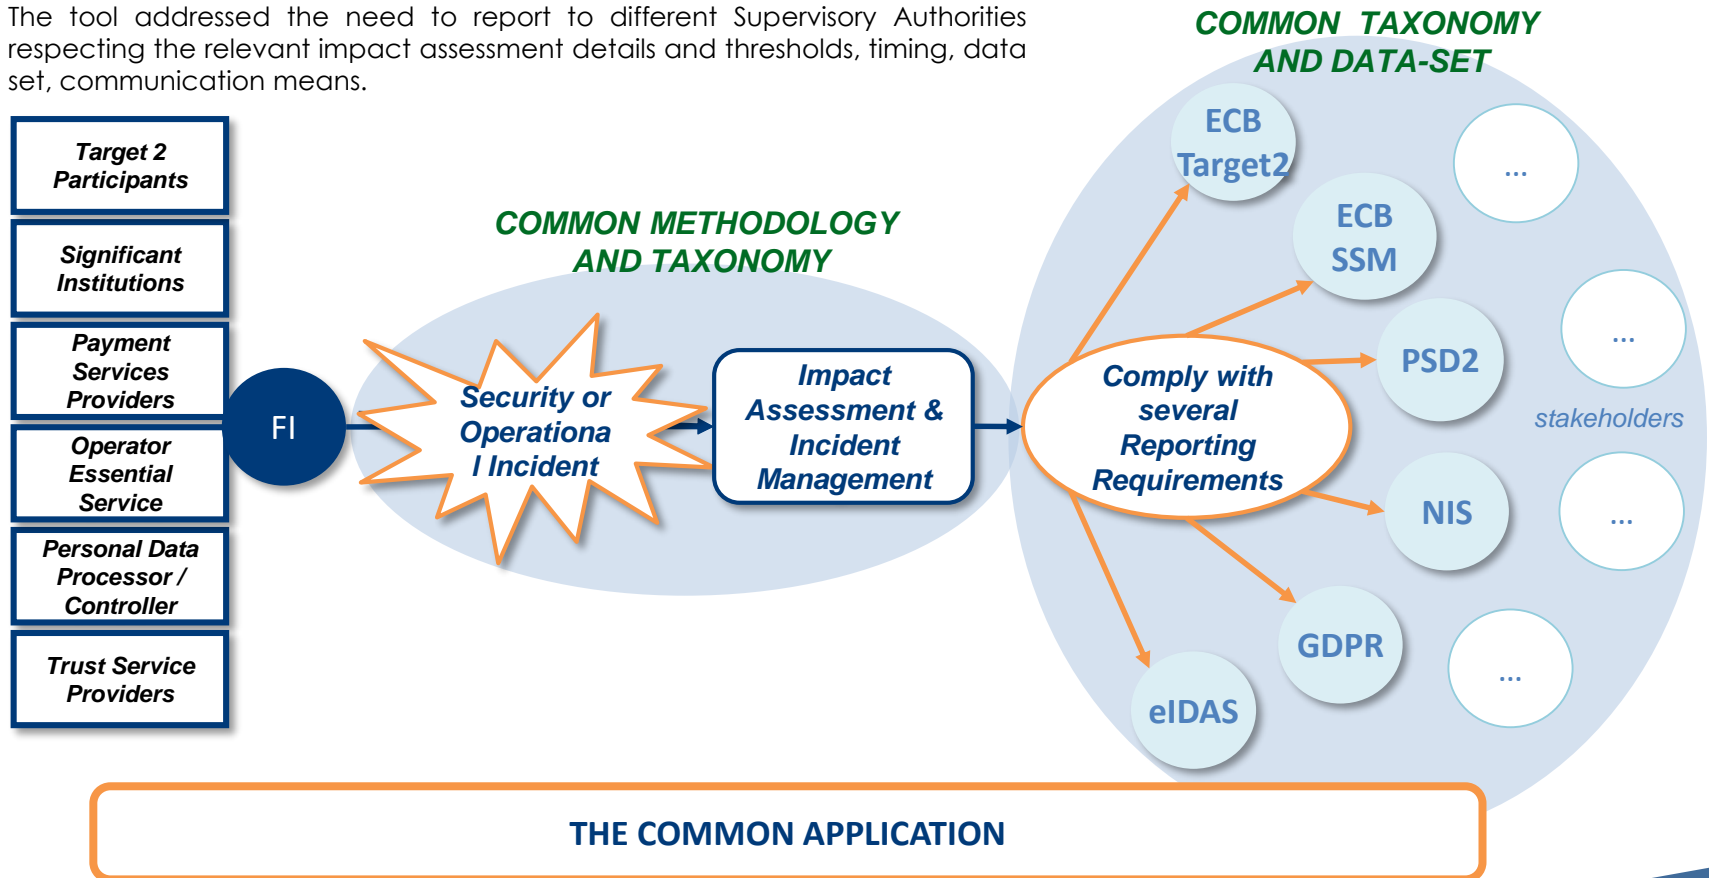 The tool addressed the need to report to different Supervisory Authorities
respecting the relevant impact assessment details and thresholds, timing, data
set, communication means.
COMMON TAXONOMY
AND DATA-SET
Target 2
Participants
Significant
Institutions
Payment
Services
Providers
Operator
Essential
Service
Personal Data
Processor /
Controller
Trust Service
Providers
FI
COMMON METHODOLOGY
AND TAXONOMY
Security or
Operationa
l Incident
Impact
Assessment &
Incident
Management
Comply with
several
Reporting
Requirements
ECB
Target2
ECB
SSM
PSD2
NIS
GDPR
eIDAS
...
...
stakeholders
...
...
THE COMMON APPLICATION